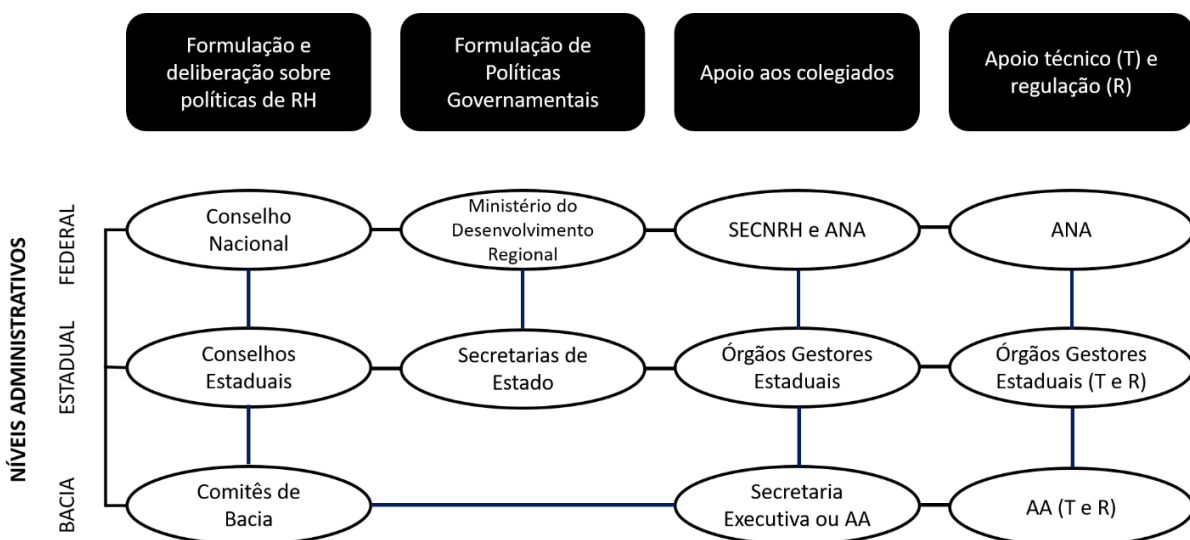 Formulação e
deliberação sobre
políticas de RH
Formulação de
Políticas
Governamentais
Apoio aos colegiados
Apoio técnico (T) e
regulação (R)
NÍVEIS ADMINISTRATIVOS
FEDERAL
Conselho
Nacional
Ministério do
Desenvolvimento
Regional
SECNRH e ANA
ANA
ESTADUAL
Conselhos
Estaduais
Secretarias de
Estado
Órgãos Gestores
Estaduais
Órgãos Gestores
Estaduais (T e R)
BACIA
Comitês de
Bacia
Secretaria
Executiva ou AA
AA (T e R)